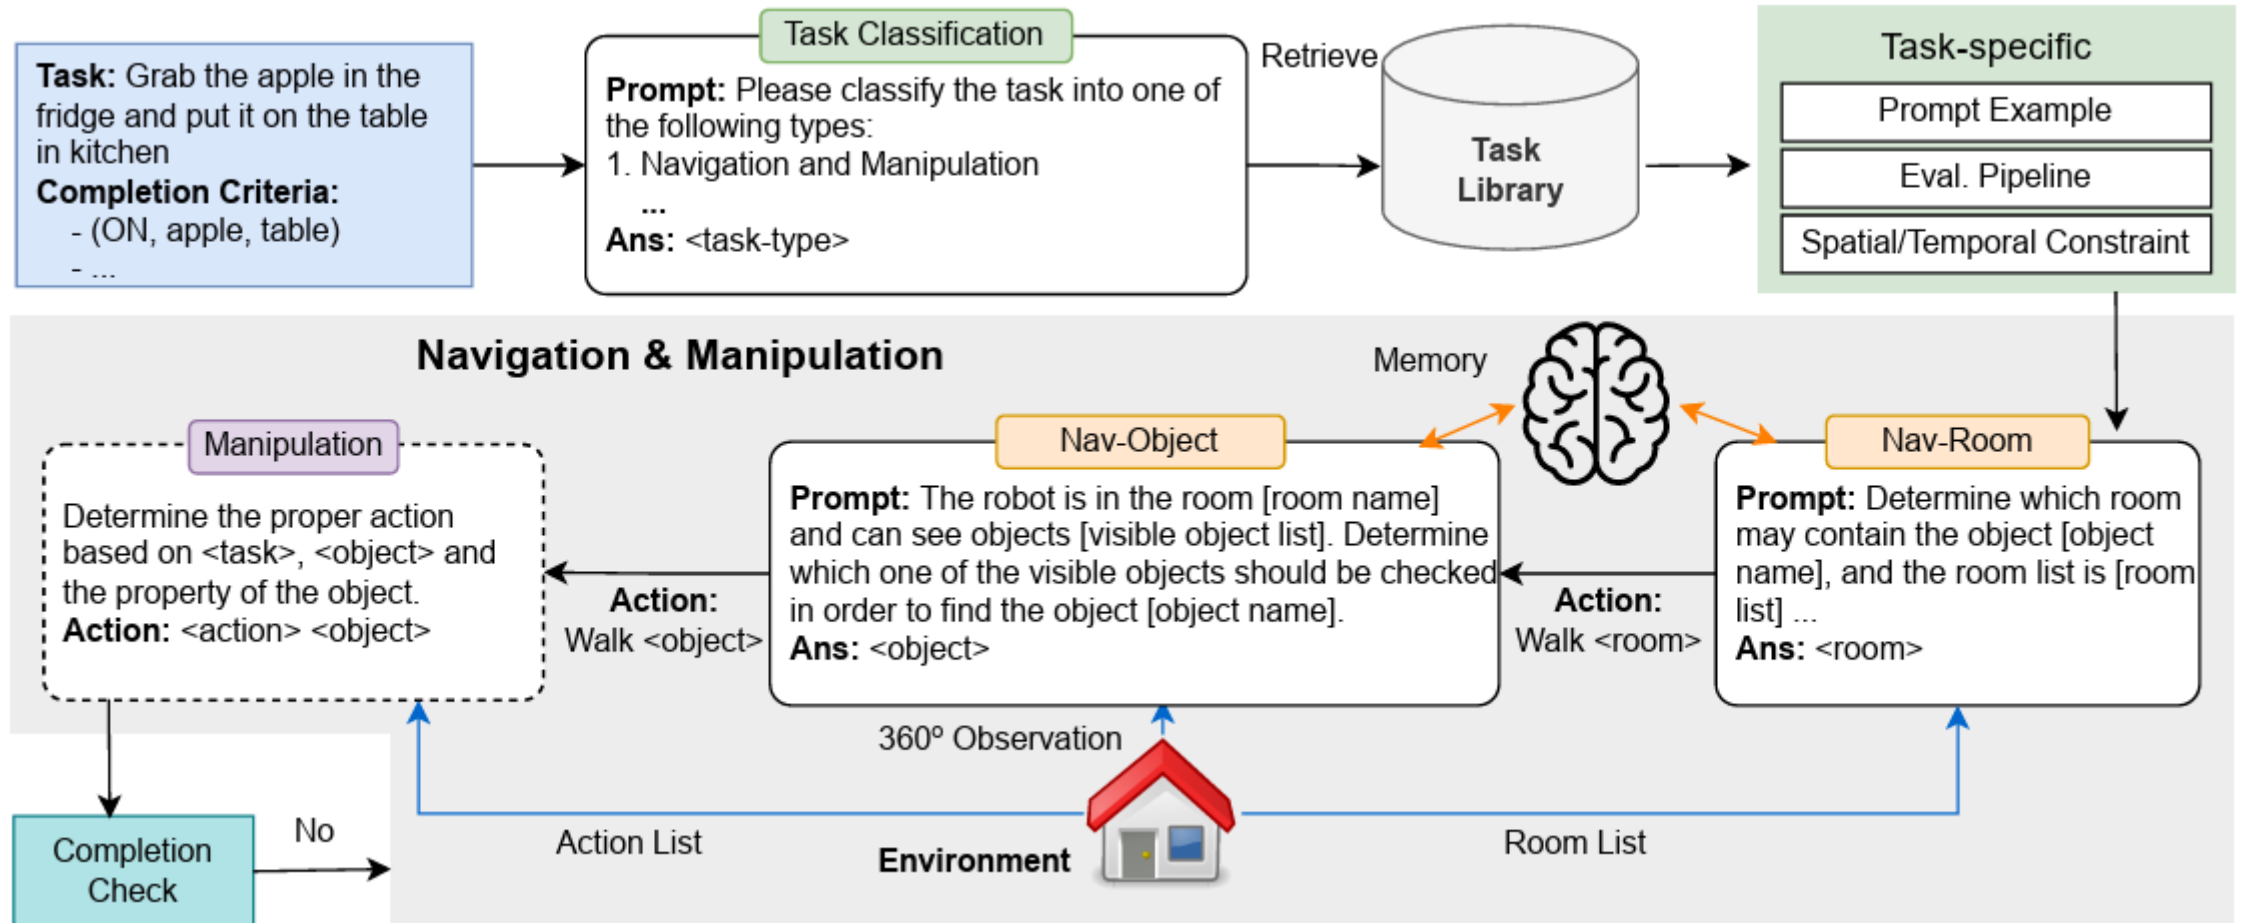 Task: Grab the apple in the
fridge and put it on the table
in kitchen
Completion Criteria:
- (ON, apple, table)
- ...
Task Classification
Prompt: Please classify the task into one of
the following types:
1. Navigation and Manipulation
...
Ans: <task-type>
Retrieve
Task
Library
Task-specific
Prompt Example
Eval. Pipeline
Spatial/Temporal Constraint
Navigation & Manipulation
Memory
Manipulation
Determine the proper action
based on <task>, <object> and
the property of the object.
Action: <action> <object>
Action:
Walk <object>
Nav-Object
Prompt: The robot is in the room [room name]
and can see objects [visible object list]. Determine
which one of the visible objects should be checked
in order to find the object [object name].
Ans: <object>
Action:
Walk <room>
Nav-Room
Prompt: Determine which room
may contain the object [object
name], and the room list is [room
list] ...
Ans: <room>
360º Observation
Completion
Check
No
Action List
Environment
Room List